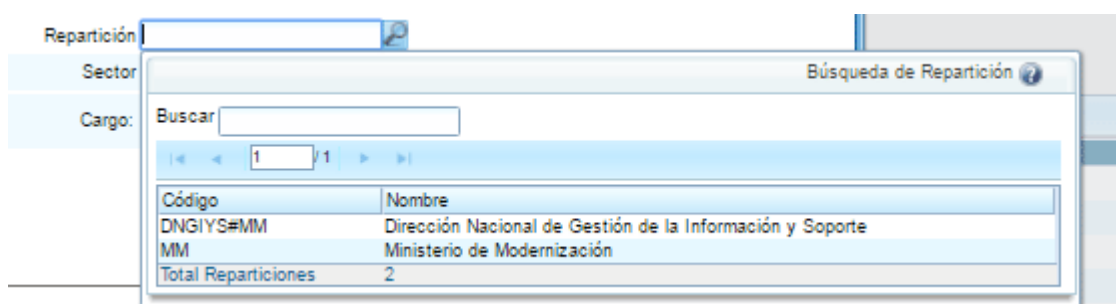 Repartición
Sector
Búsqueda de Repartición
Cargo:
Buscar
1 / 1
Código Nombre
DNGIYS#MM Dirección Nacional de Gestión de la Información y Soporte
MM Ministerio de Modernización
Total Reparticiones 2